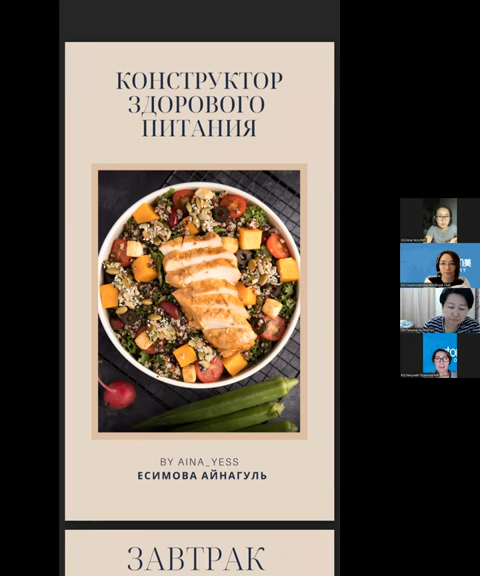 КОНСТРУКТОР
ЗДОРОВОГО
ПИТАНИЯ
BY AINA_YESS
ЕСИМОВА АЙНАГУЛЬ
ЗАВТРАК